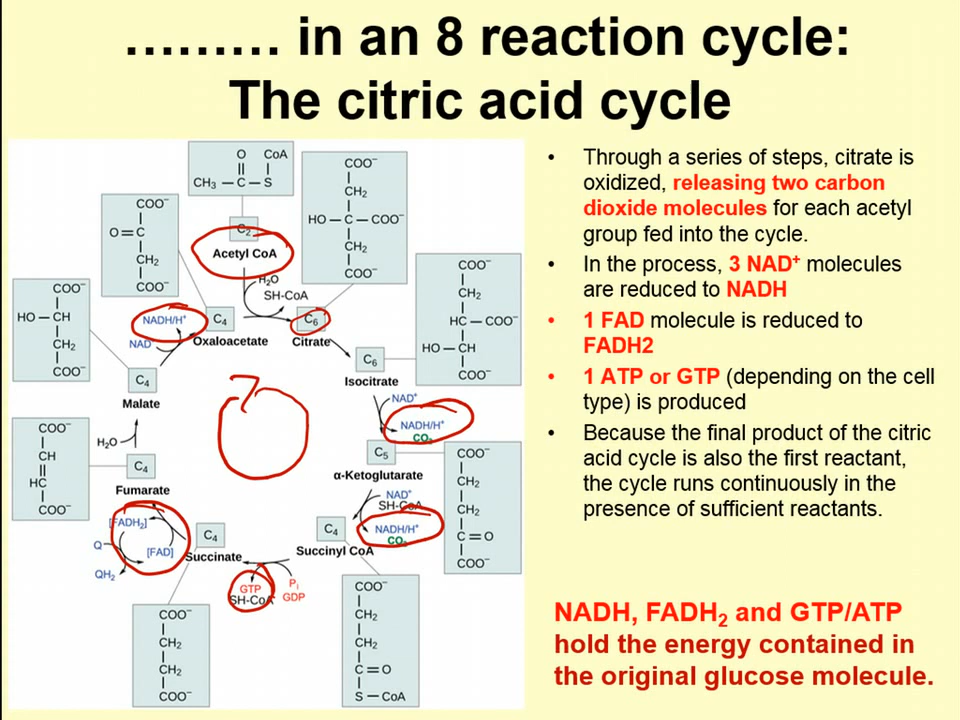 ……… in an 8 reaction cycle:
The citric acid cycle
O CoA
CH₃ — C — S
C₂
Acetyl CoA
COO⁻
O = C
CH₂
COO⁻
COO⁻
CH₂
HO — C — COO⁻
CH₂
COO⁻
H₂O
SH-CoA
NADH/H⁺
NAD
C₄
Oxaloacetate
C₆
Citrate
COO⁻
HO — CH
CH₂
COO⁻
C₄
Malate
C₆
Isocitrate
COO⁻
CH₂
HC — COO⁻
HO — CH
COO⁻
NAD⁺
NADH/H⁺
CO₂
C₅
α-Ketoglutarate
COO⁻
CH₂
CH₂
C = O
COO⁻
H₂O
COO⁻
CH
HC
COO⁻
C₄
Fumarate
NAD⁺
SH-CoA
NADH/H⁺
CO₂
C₄
Succinyl CoA
[FADH₂]
[FAD]
Q
QH₂
C₄
Succinate
GTP
SH-CoA
Pᵢ
GDP
COO⁻
CH₂
CH₂
COO⁻
COO⁻
CH₂
CH₂
C = O
S — CoA
• Through a series of steps, citrate is
oxidized, releasing two carbon
dioxide molecules for each acetyl
group fed into the cycle.
• In the process, 3 NAD⁺ molecules
are reduced to NADH
• 1 FAD molecule is reduced to
FADH2
• 1 ATP or GTP (depending on the cell
type) is produced
• Because the final product of the citric
acid cycle is also the first reactant,
the cycle runs continuously in the
presence of sufficient reactants.
NADH, FADH₂ and GTP/ATP
hold the energy contained in
the original glucose molecule.